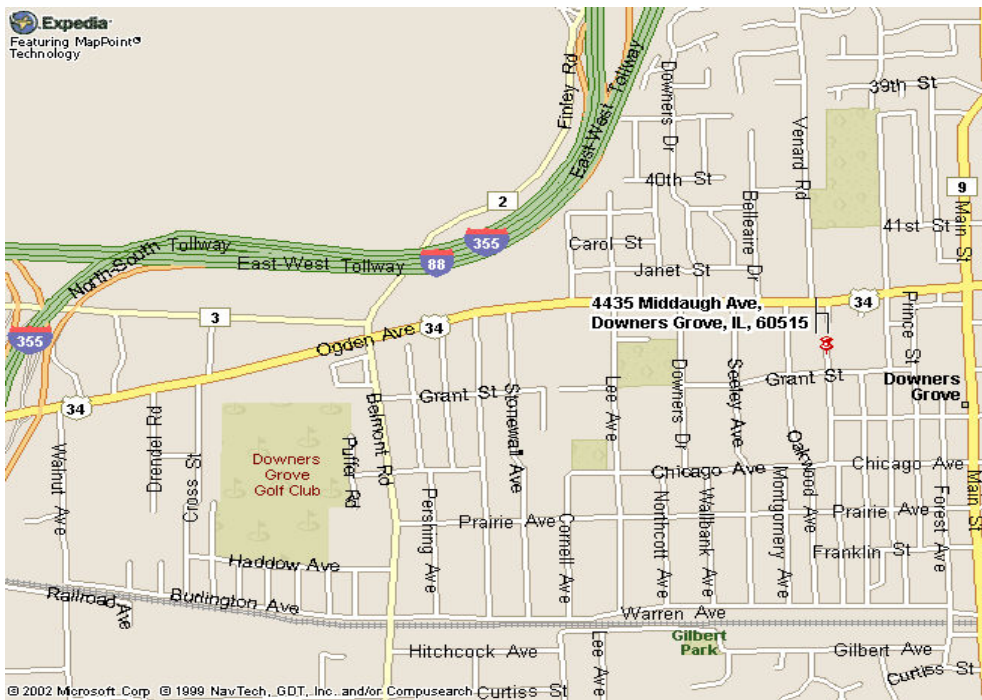 Expedia
Featuring MapPoint
Technology
Finley Rd
East West Tollway
East West Tollway
Downers Dr
Venard Rd
39th St
2
40th St
9
Main St
Bellaire Dr
41st St
Carol St
355
North-South Tollway
East West Tollway
88
Janet St
4435 Middaugh Ave,
Downers Grove, IL, 60515
34
Prince St
3
34
355
Ogden Ave
Grant St
Downers
Grove
Grant St
Stonewall Ave
Lee Ave
Downers Dr
Seeley Ave
34
Belmont Rd
Drendel Rd
Walnut Ave
Cross St
Downers
Grove
Golf Club
Puffer Rd
Oakwood Ave
Chicago Ave
Chicago Ave
Main St
Pershing Ave
Prairie Ave
Cornell Ave
Northcott Ave
Wallbank Ave
Montgomery Ave
Prairie Ave
Forest Ave
Franklin St
Haddow Ave
Railroad Ave
Burlington Ave
Warren Ave
Gilbert
Park
Hitchcock Ave
Lee Ave
Gilbert Ave
Curtiss St
Curtiss St
© 2002 Microsoft Corp © 1999 NavTech, GDT, Inc. and/or Compusearch